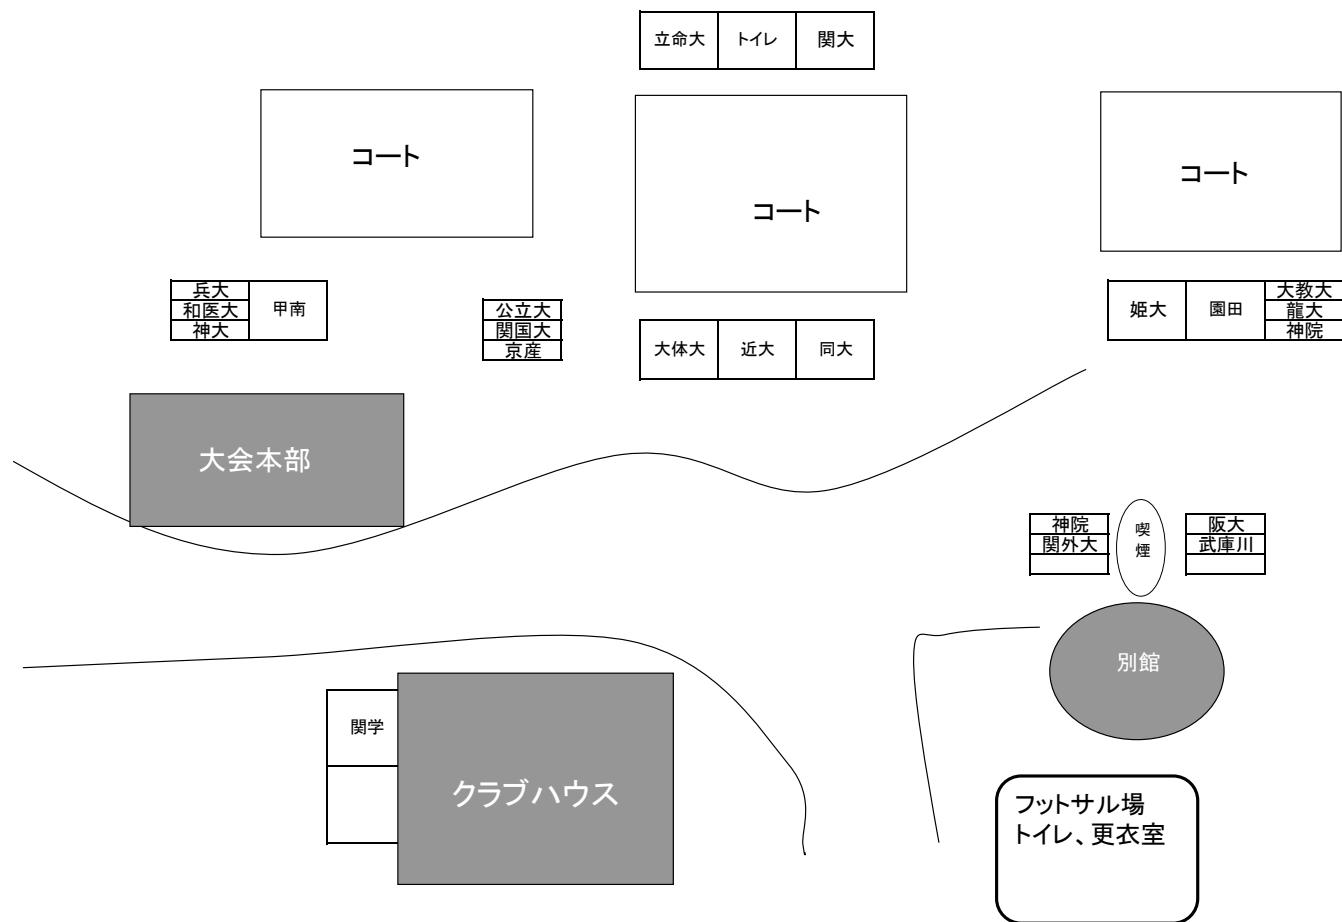 立命大
トイレ
関大
コート
コート
コート
兵大
和医大
神大
甲南
公立大
関国大
京産
大体大
近大
同大
姫大
園田
大教大
龍大
神院
大会本部
神院
関外大
喫
煙
阪大
武庫川
別館
関学
クラブハウス
フットサル場
トイレ、更衣室